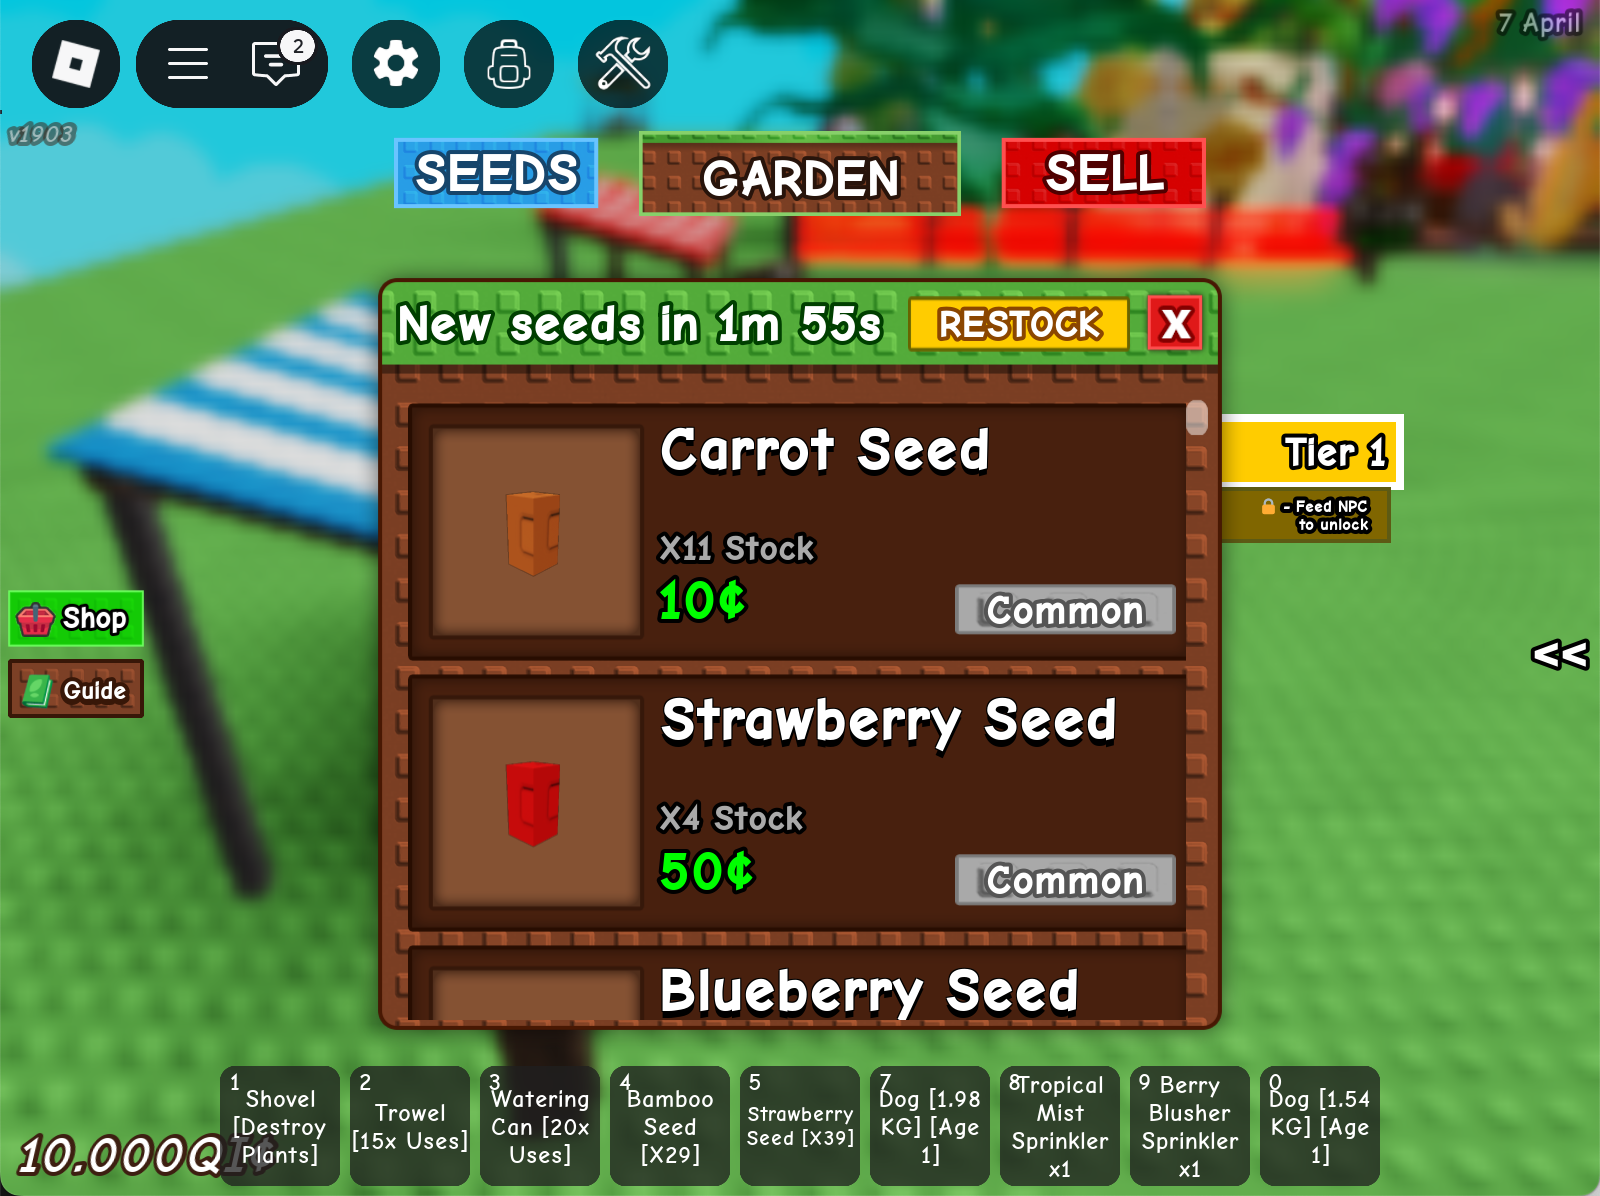 7 April
2
v1903
SEEDS
GARDEN
SELL
New seeds in 1m 55s
RESTOCK
X
Carrot Seed
X11 Stock
10¢
Common
Tier 1
- Feed NPC
to unlock
Shop
Guide
<<
Strawberry Seed
X4 Stock
50¢
Common
Blueberry Seed
1
Shovel
[Destroy
Plants]
2
Trowel
[15x Uses]
3
Watering
Can [20x
Uses]
4
Bamboo
Seed
[X29]
5
Strawberry
Seed [X39]
7
Dog [1.98
KG] [Age
1]
8
Tropical
Mist
Sprinkler
x1
9
Berry
Blusher
Sprinkler
x1
0
Dog [1.54
KG] [Age
1]
10.000QI¢